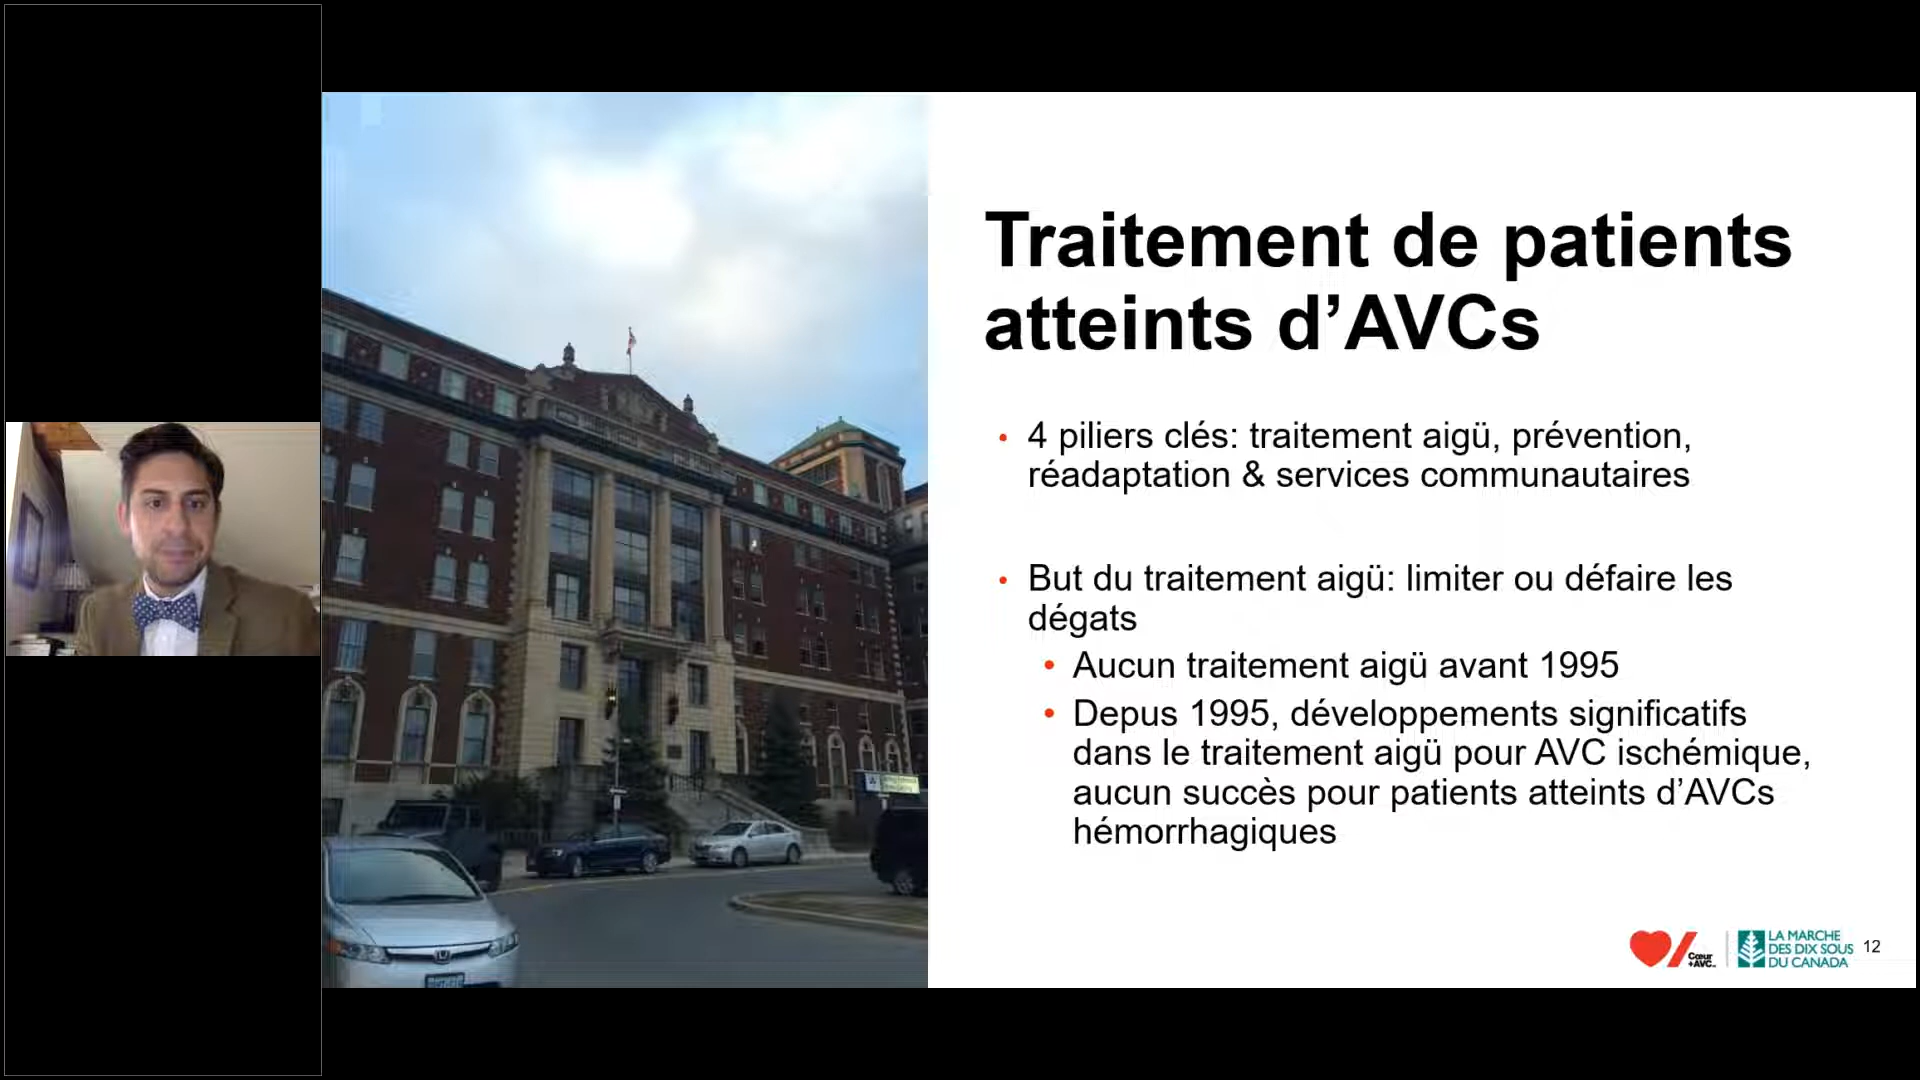 Traitement de patients
atteints d’AVCs
• 4 piliers clés: traitement aigü, prévention,
réadaptation & services communautaires
• But du traitement aigü: limiter ou défaire les
dégats
• Aucun traitement aigü avant 1995
• Depus 1995, développements significatifs
dans le traitement aigü pour AVC ischémique,
aucun succès pour patients atteints d’AVCs
hémorrhagiques
Cœur
+AVC™
LA MARCHE
DES DIX SOUS
DU CANADA
12